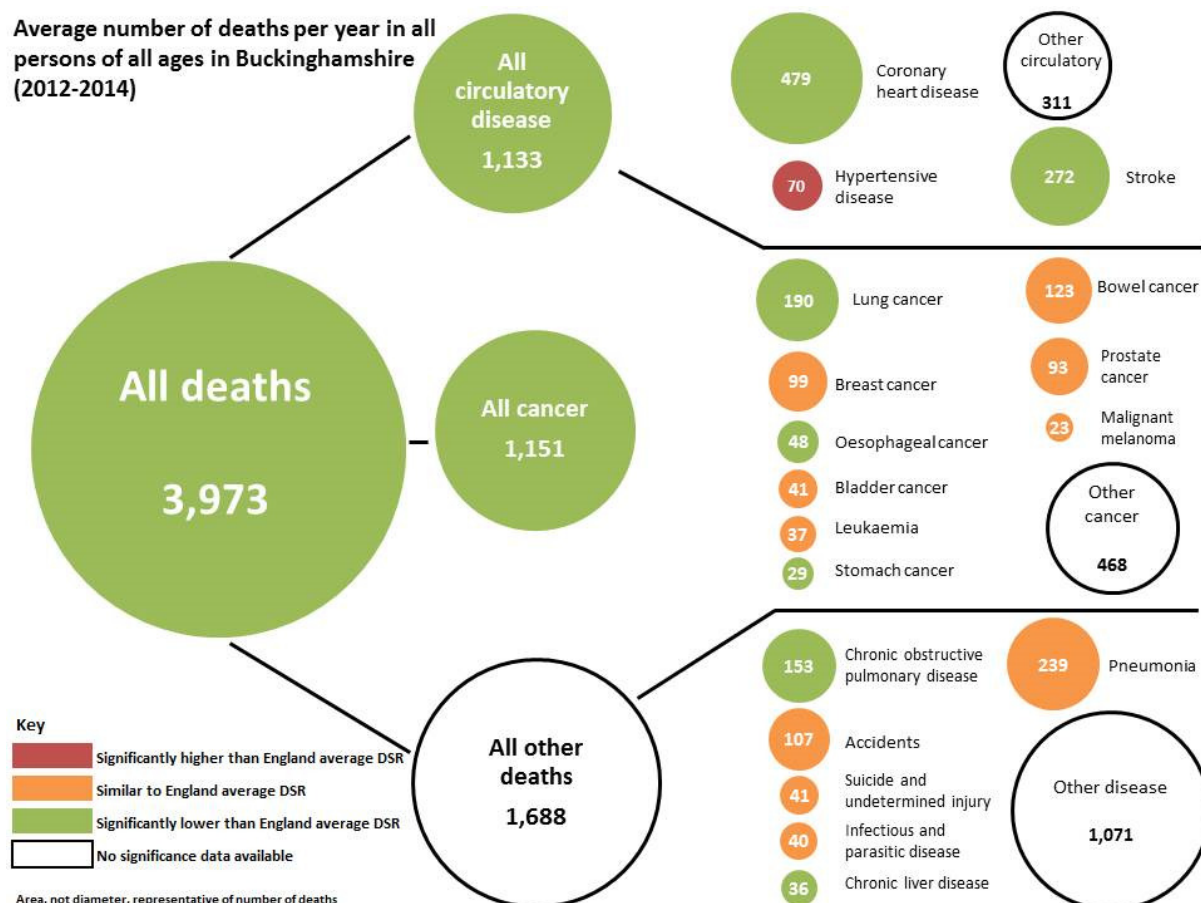 Average number of deaths per year in all
persons of all ages in Buckinghamshire
(2012-2014)
All
circulatory
disease
1,133
479
Coronary
heart disease
Other
circulatory
311
70
Hypertensive
disease
272
Stroke
All deaths
3,973
All cancer
1,151
190
Lung cancer
123
Bowel cancer
99
Breast cancer
93
Prostate
cancer
48
Oesophageal cancer
23
Malignant
melanoma
41
Bladder cancer
37
Leukaemia
29
Stomach cancer
Other
cancer
468
All other
deaths
1,688
153
Chronic obstructive
pulmonary disease
239
Pneumonia
107
Accidents
41
Suicide and
undetermined injury
40
Infectious and
parasitic disease
36
Chronic liver disease
Other disease
1,071
Key
Significantly higher than England average DSR
Similar to England average DSR
Significantly lower than England average DSR
No significance data available
Area, not diameter, representative of number of deaths